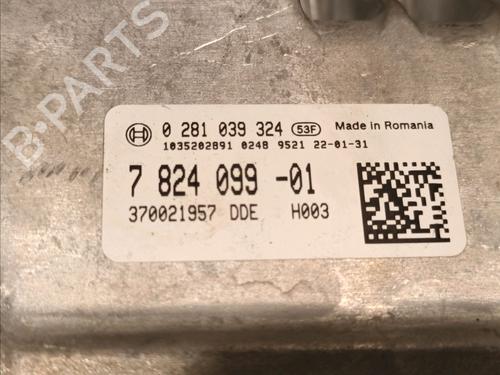 B-PARTS
0 281 039 324 53F Made in Romania
1035202891 0248 9521 22-01-31
7 824 099 -01
370021957 DDE H003